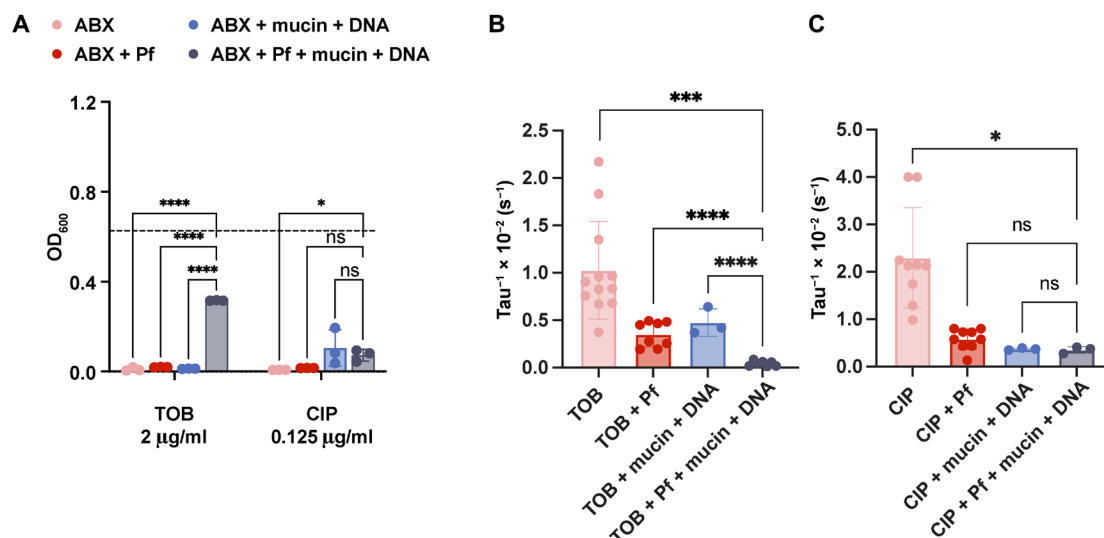 A
ABX
ABX + mucin + DNA
ABX + Pf
ABX + Pf + mucin + DNA
OD600
1.2
0.8
0.4
0.0
****
****
****
*
ns
ns
TOB
2 μg/ml
CIP
0.125 μg/ml
B
Tau⁻¹ × 10⁻² (s⁻¹)
2.5
2.0
1.5
1.0
0.5
0.0
***
****
****
TOB
TOB + Pf
TOB + mucin + DNA
TOB + Pf + mucin + DNA
C
Tau⁻¹ × 10⁻² (s⁻¹)
5.0
4.0
3.0
2.0
1.0
0.0
*
ns
ns
CIP
CIP + Pf
CIP + mucin + DNA
CIP + Pf + mucin + DNA